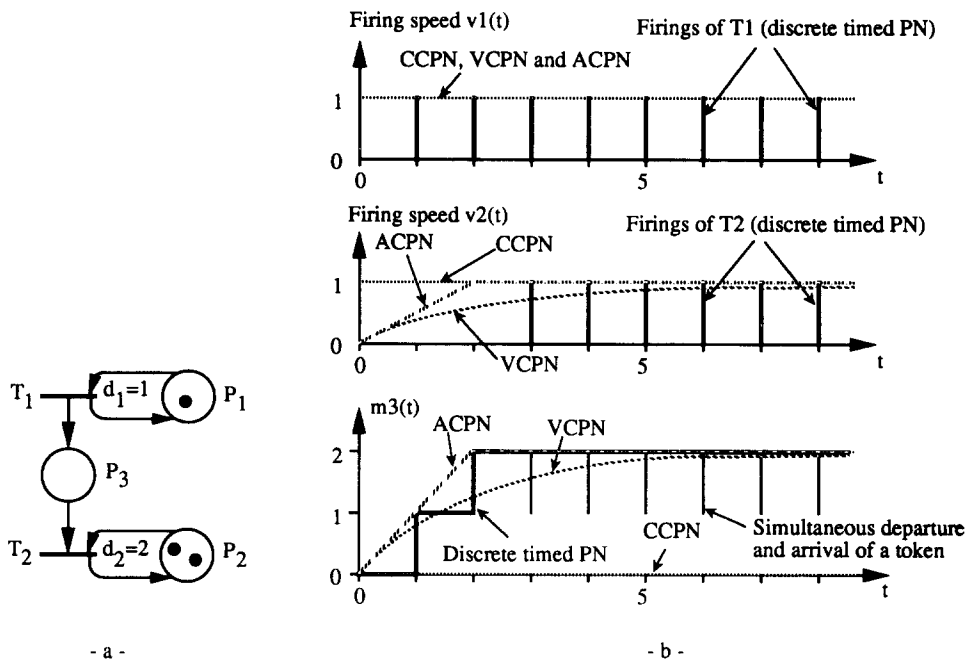 Firing speed v1(t)
Firings of T1 (discrete timed PN)
CCPN, VCPN and ACPN
1
0
0
5
t
Firing speed v2(t)
Firings of T2 (discrete timed PN)
ACPN
CCPN
1
0
VCPN
0
5
t
T1
d1=1
P1
P3
T2
d2=2
P2
m3(t)
ACPN
VCPN
2
1
0
Discrete timed PN
CCPN
Simultaneous departure
and arrival of a token
0
5
t
- a -
- b -